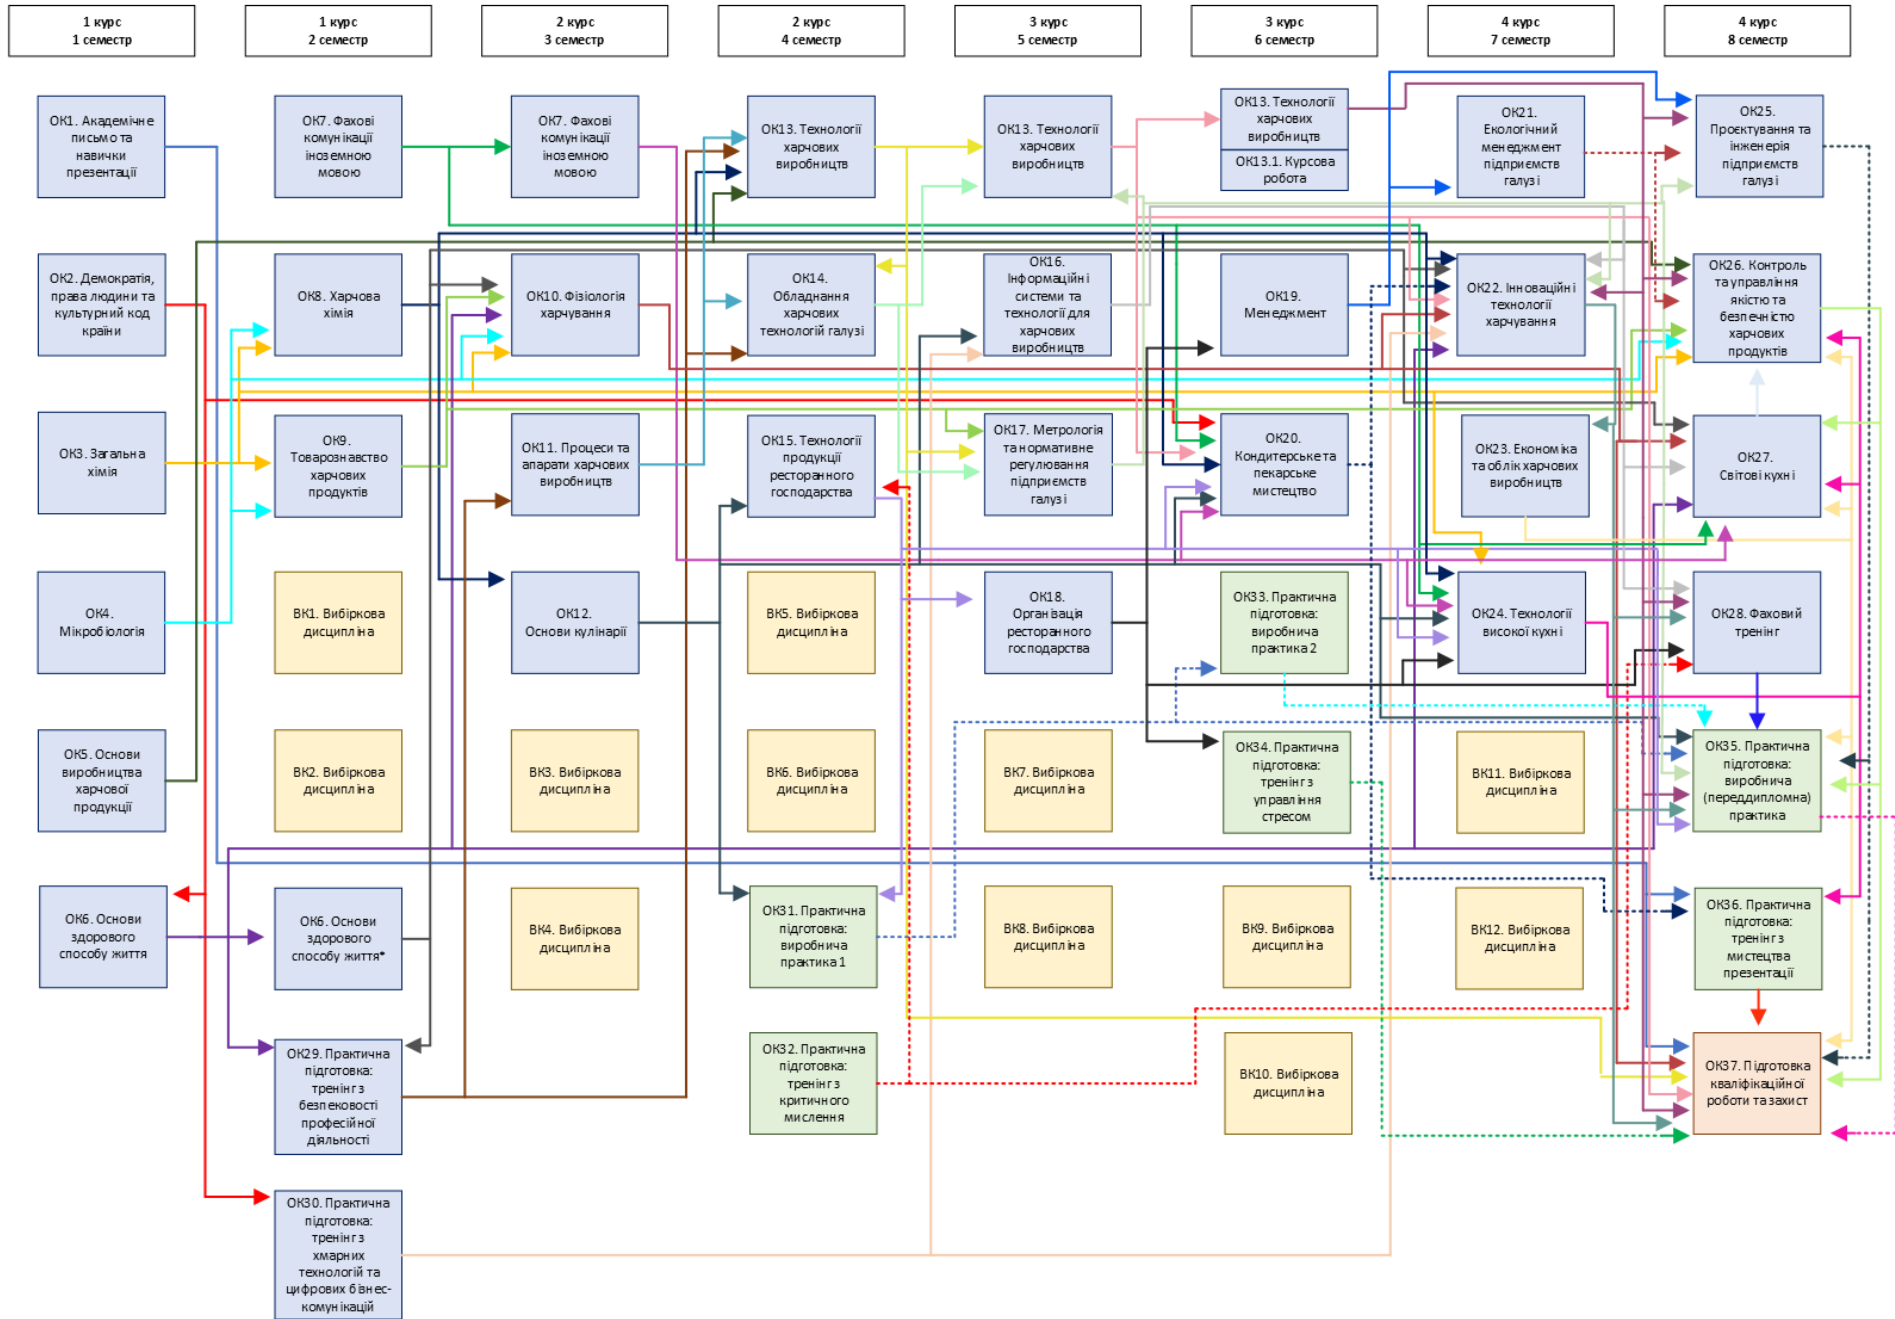 1 курс
1 семестр
1 курс
2 семестр
2 курс
3 семестр
2 курс
4 семестр
3 курс
5 семестр
3 курс
6 семестр
4 курс
7 семестр
4 курс
8 семестр
ОК1. Академічне
письмо та
навички
презентації
ОК7. Фахові
комунікації
іноземною
мовою
ОК7. Фахові
комунікації
іноземною
мовою
ОК13. Технології
харчових
виробництв
ОК13. Технології
харчових
виробництв
ОК13. Технології
харчових
виробництв
ОК13.1. Курсова
робота
ОК21.
Екологічний
менеджмент
підприємств
галузі
ОК25.
Проєктування та
інженерія
підприємств
галузі
ОК2. Демократія,
права людини та
культурний код
країни
ОК8. Харчова
хімія
ОК10. Фізіологія
харчування
ОК14.
Обладнання
харчових
технологій галузі
ОК16.
Інформаційні
системи та
технології для
харчових
виробництв
ОК19.
Менеджмент
ОК22. Інноваційні
технології
харчування
ОК26. Контроль
та управління
якістю та
безпечністю
харчових
продуктів
ОК3. Загальна
хімія
ОК9.
Товарознавство
харчових
продуктів
ОК11. Процеси та
апарати харчових
виробництв
ОК15. Технології
продукції
ресторанного
господарства
ОК17. Метрологія
та нормативне
регулювання
підприємств
галузі
ОК20.
Кондитерське та
пекарське
мистецтво
ОК23. Економіка
та облік харчових
виробництв
ОК27.
Світові кухні
ОК4.
Мікробіологія
ВК1. Вибіркова
дисципліна
ОК12.
Основи кулінарії
ВК5. Вибіркова
дисципліна
ОК18.
Організація
ресторанного
господарства
ОК33. Практична
підготовка:
виробнича
практика 2
ОК24. Технології
високої кухні
ОК28. Фаховий
тренінг
ОК5. Основи
виробництва
харчової
продукції
ВК2. Вибіркова
дисципліна
ВК3. Вибіркова
дисципліна
ВК6. Вибіркова
дисципліна
ВК7. Вибіркова
дисципліна
ОК34. Практична
підготовка:
тренінг з
управління
стресом
ВК11. Вибіркова
дисципліна
ОК35. Практична
підготовка:
виробнича
(переддипломна)
практика
ОК6. Основи
здорового
способу життя
ОК6. Основи
здорового
способу життя*
ВК4. Вибіркова
дисципліна
ОК31. Практична
підготовка:
виробнича
практика 1
ВК8. Вибіркова
дисципліна
ВК9. Вибіркова
дисципліна
ВК12. Вибіркова
дисципліна
ОК36. Практична
підготовка:
тренінг з
мистецтва
презентації
ОК29. Практична
підготовка:
тренінг з
безпековості
професійної
діяльності
ОК32. Практична
підготовка:
тренінг з
критичного
мислення
ВК10. Вибіркова
дисципліна
ОК37. Підготовка
кваліфікаційної
роботи та захист
ОК30. Практична
підготовка:
тренінг з
хмарних
технологій та
цифрових бізнес-
комунікацій